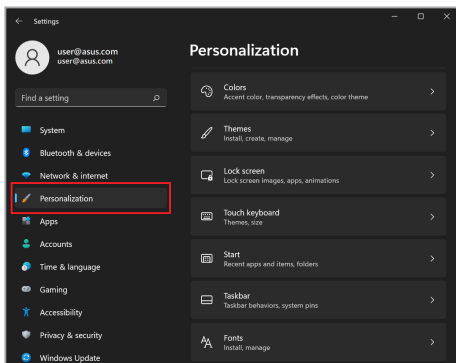 Settings
user@asus.com
user@asus.com
Find a setting
System
Bluetooth & devices
Network & internet
Personalization
Apps
Accounts
Time & language
Gaming
Accessibility
Privacy & security
Windows Update
Personalization
Colors
Accent color, transparency effects, color theme
Themes
Install, create, manage
Lock screen
Lock screen images, apps, animations
Touch keyboard
Themes, size
Start
Recent apps and items, folders
Taskbar
Taskbar behaviors, system pins
Fonts
Install, manage